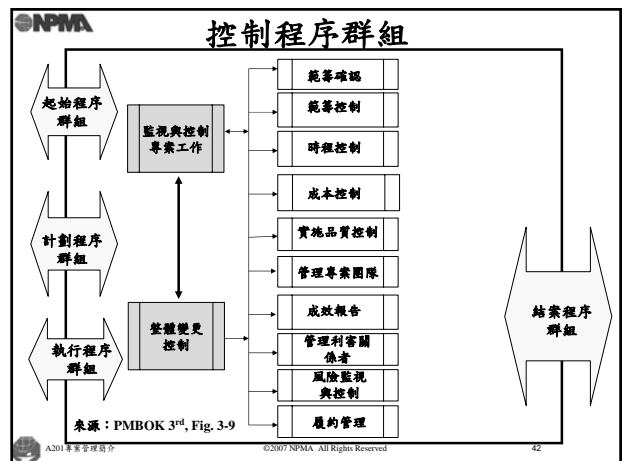 NPMA
控制程序群組
起始程序
群組
計劃程序
群組
執行程序
群組
監視與控制
專案工作
整體變更
控制
範籌確認
範籌控制
時程控制
成本控制
實施品質控制
管理專案團隊
成效報告
管理利害關
係者
風險監視
與控制
履約管理
結案程序
群組
來源：PMBOK 3rd, Fig. 3-9
A201專案管理簡介
©2007 NPMA All Rights Reserved
42